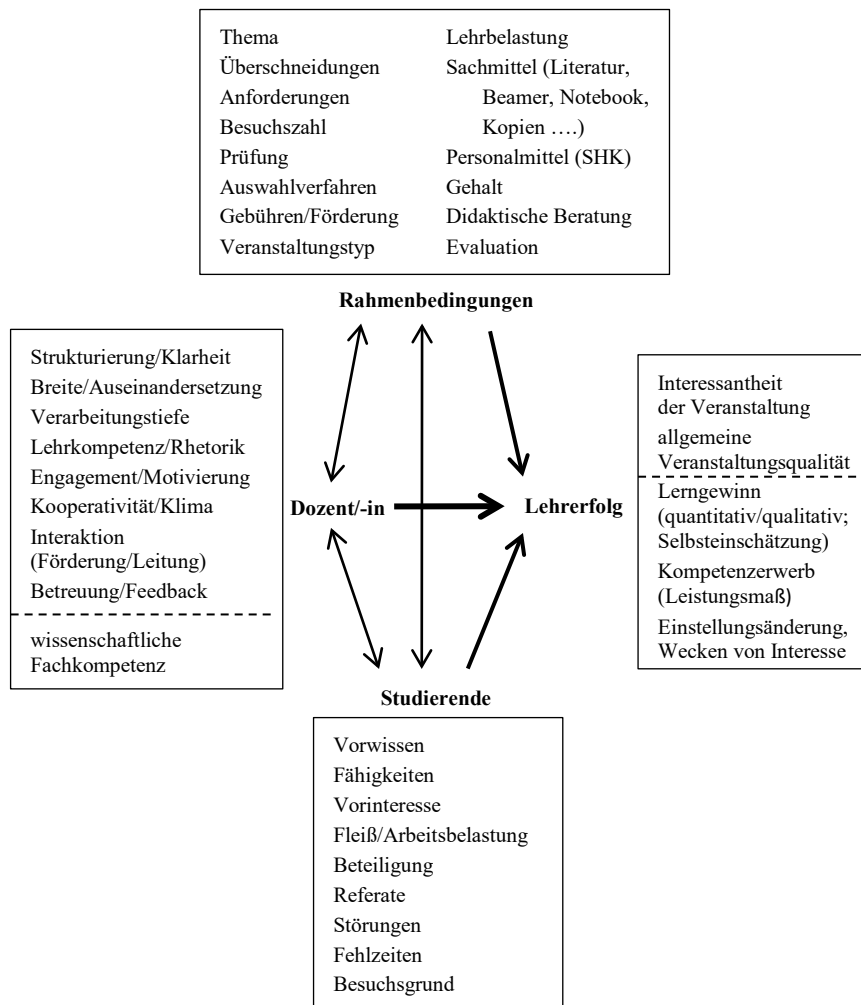 Thema
Überschneidungen
Anforderungen
Besuchszahl
Prüfung
Auswahlverfahren
Gebühren/Förderung
Veranstaltungstyp
Lehrbelastung
Sachmittel (Literatur,
Beamer, Notebook,
Kopien ….)
Personalmittel (SHK)
Gehalt
Didaktische Beratung
Evaluation
Rahmenbedingungen
Strukturierung/Klarheit
Breite/Auseinandersetzung
Verarbeitungstiefe
Lehrkompetenz/Rhetorik
Engagement/Motivierung
Kooperativität/Klima
Interaktion
(Förderung/Leitung)
Betreuung/Feedback
wissenschaftliche
Fachkompetenz
Dozent/-in
Lehrerfolg
Interessantheit
der Veranstaltung
allgemeine
Veranstaltungsqualität
Lerngewinn
(quantitativ/qualitativ;
Selbsteinschätzung)
Kompetenzerwerb
(Leistungsmaß)
Einstellungsänderung,
Wecken von Interesse
Studierende
Vorwissen
Fähigkeiten
Vorinteresse
Fleiß/Arbeitsbelastung
Beteiligung
Referate
Störungen
Fehlzeiten
Besuchsgrund